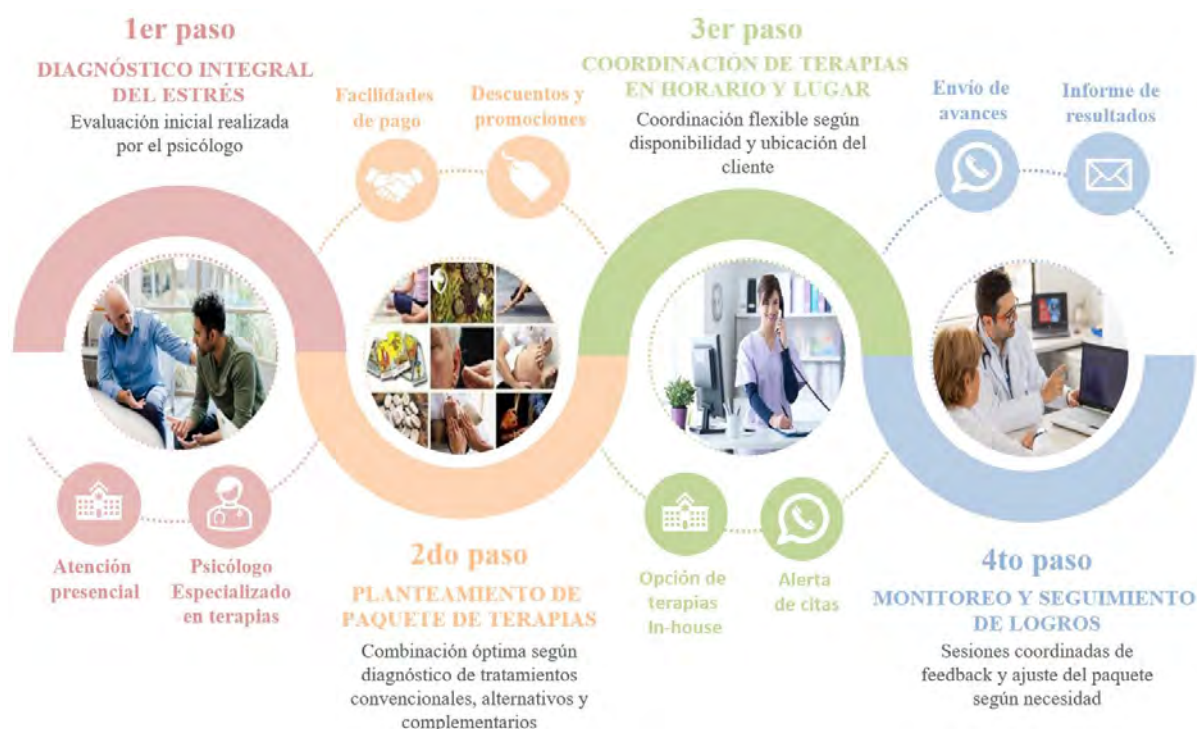 1er paso
DIAGNÓSTICO INTEGRAL
DEL ESTRÉS
Evaluación inicial realizada
por el psicólogo
Atención
presencial
Psicólogo
Especializado
en terapias
Facilidades
de pago
Descuentos y
promociones
2do paso
PLANTEAMIENTO DE
PAQUETE DE TERAPIAS
Combinación óptima según
diagnóstico de tratamientos
convencionales, alternativos y
complementarios
3er paso
COORDINACIÓN DE TERAPIAS
EN HORARIO Y LUGAR
Coordinación flexible según
disponibilidad y ubicación del
cliente
Opción de
terapias
In-house
Alerta
de citas
Envío de
avances
Informe de
resultados
4to paso
MONITOREO Y SEGUIMIENTO
DE LOGROS
Sesiones coordinadas de
feedback y ajuste del paquete
según necesidad